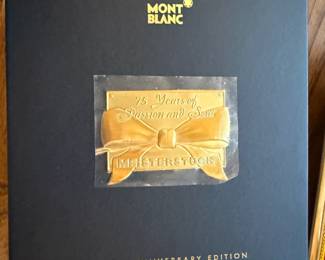 MONT
BLANC
75 Years of
Passion and Soul
MEISTERSTÜCK
ANNIVERSARY EDITION